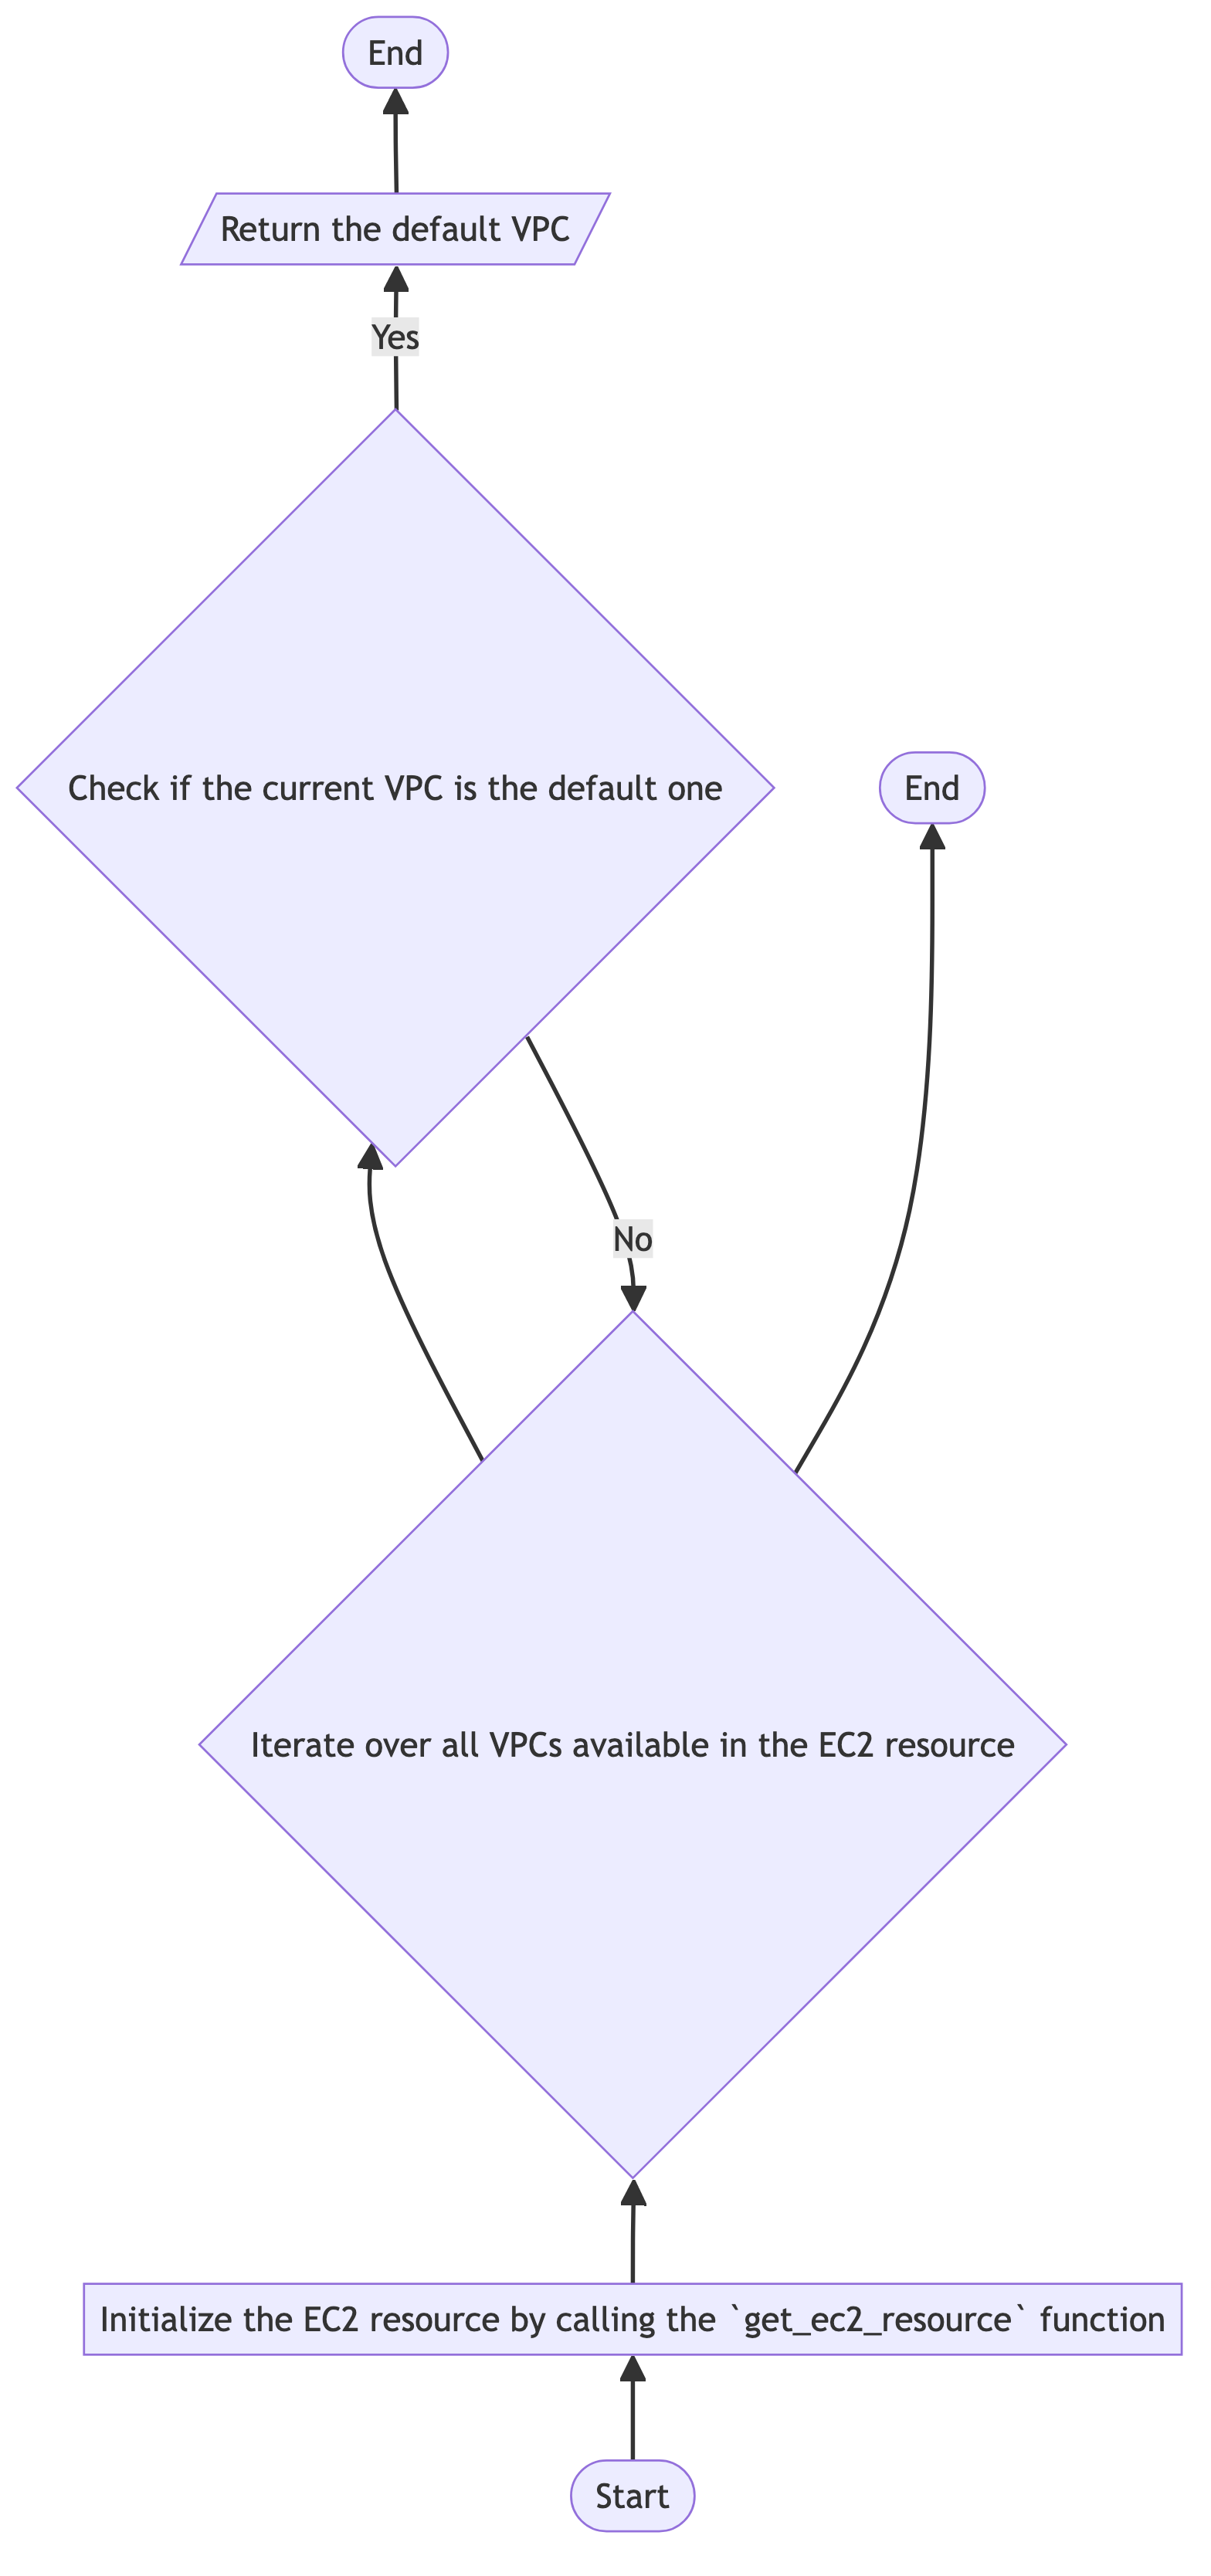 End
Return the default VPC
Yes
Check if the current VPC is the default one
End
No
Iterate over all VPCs available in the EC2 resource
Initialize the EC2 resource by calling the `get_ec2_resource` function
Start